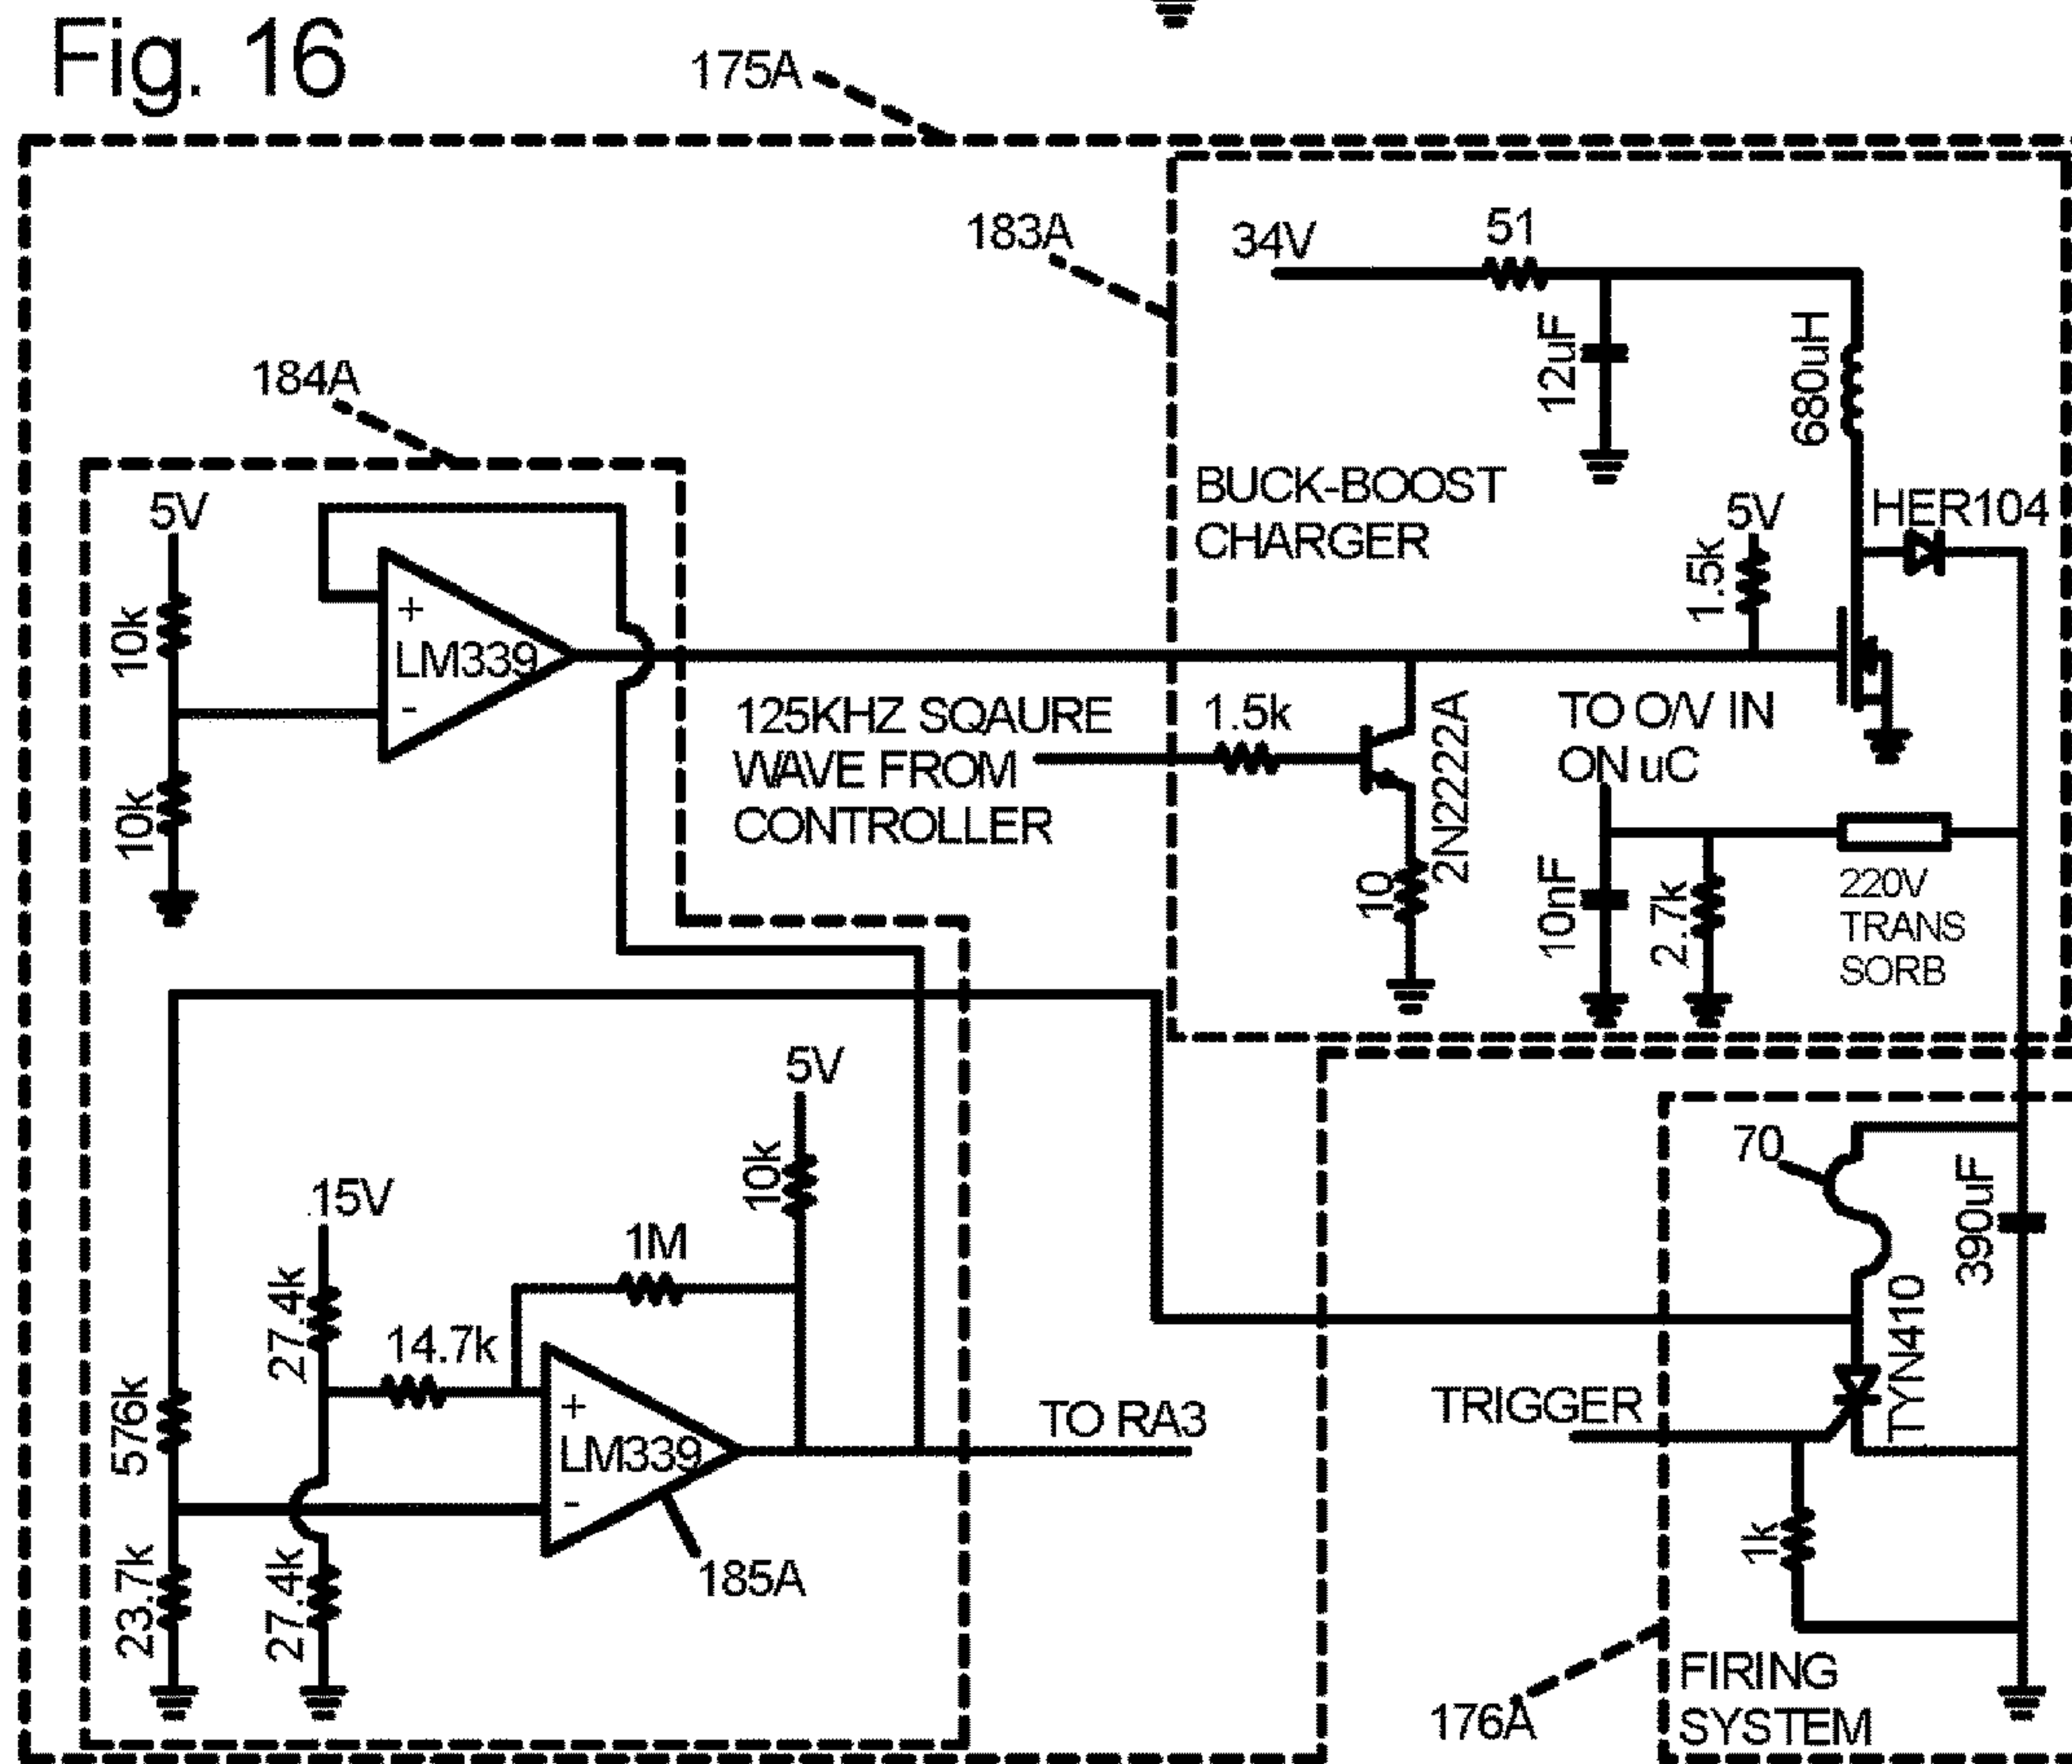 Fig. 16
175A
183A
34V
51
12uF
680uH
184A
BUCK-BOOST
CHARGER
5V
HER104
1.5k
5V
10k
+
LM339
-
10k
125KHZ SQAURE
WAVE FROM
CONTROLLER
1.5k
2N2222A
10
TO O/V IN
ON uC
10nF
2.7k
220V
TRANS
SORB
5V
10k
15V
1M
27.4k
14.7k
576k
+
LM339
-
TO RA3
185A
23.7k
27.4k
70
390uF
TYN410
TRIGGER
1k
176A
FIRING
SYSTEM